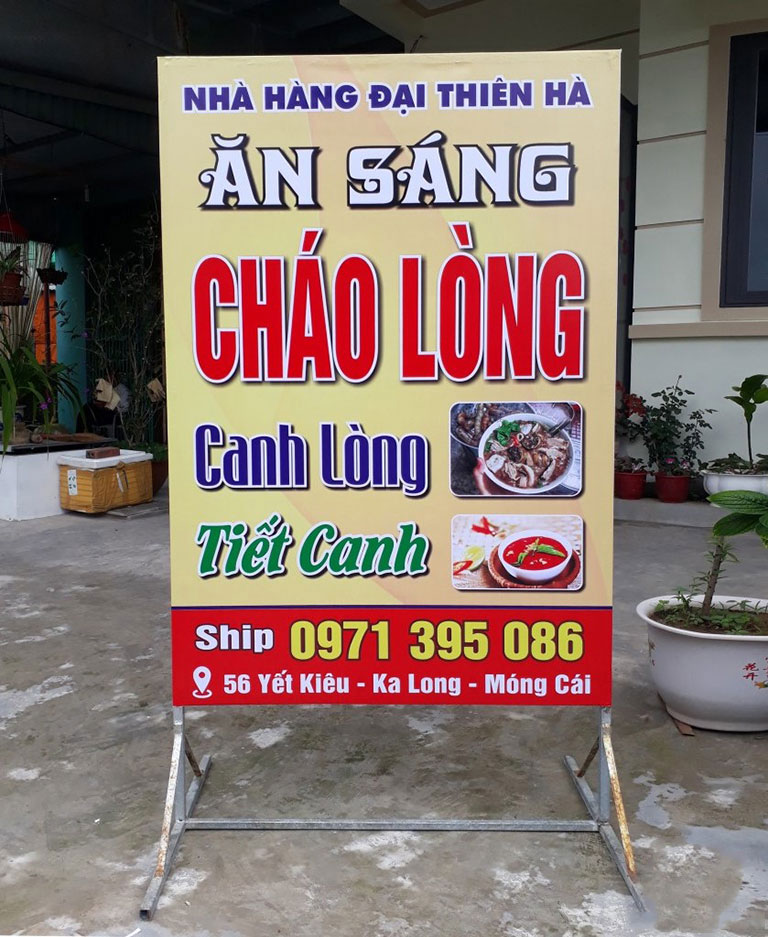 NHÀ HÀNG ĐẠI THIÊN HÀ
ĂN SÁNG
CHÁO LÒNG
Canh Lòng
Tiết Canh
Ship 0971 395 086
56 Yết Kiêu - Ka Long - Móng Cái